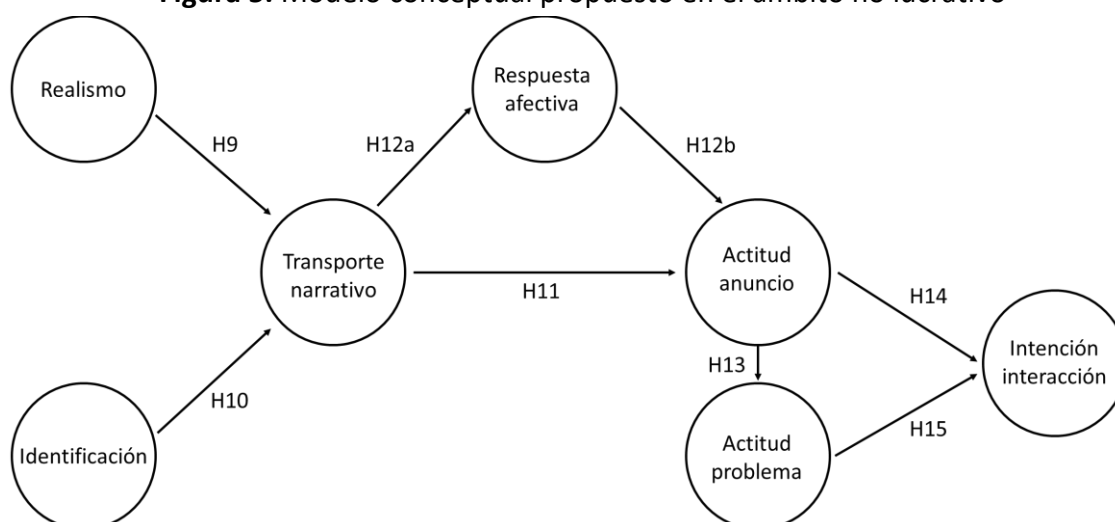 Figura 5. Modelo conceptual propuesto en el ámbito no lucrativo
Realismo
Respuesta
afectiva
H9
H12a
H12b
Transporte
narrativo
H11
Actitud
anuncio
H14
H13
Intención
interacción
H10
H15
Identificación
Actitud
problema